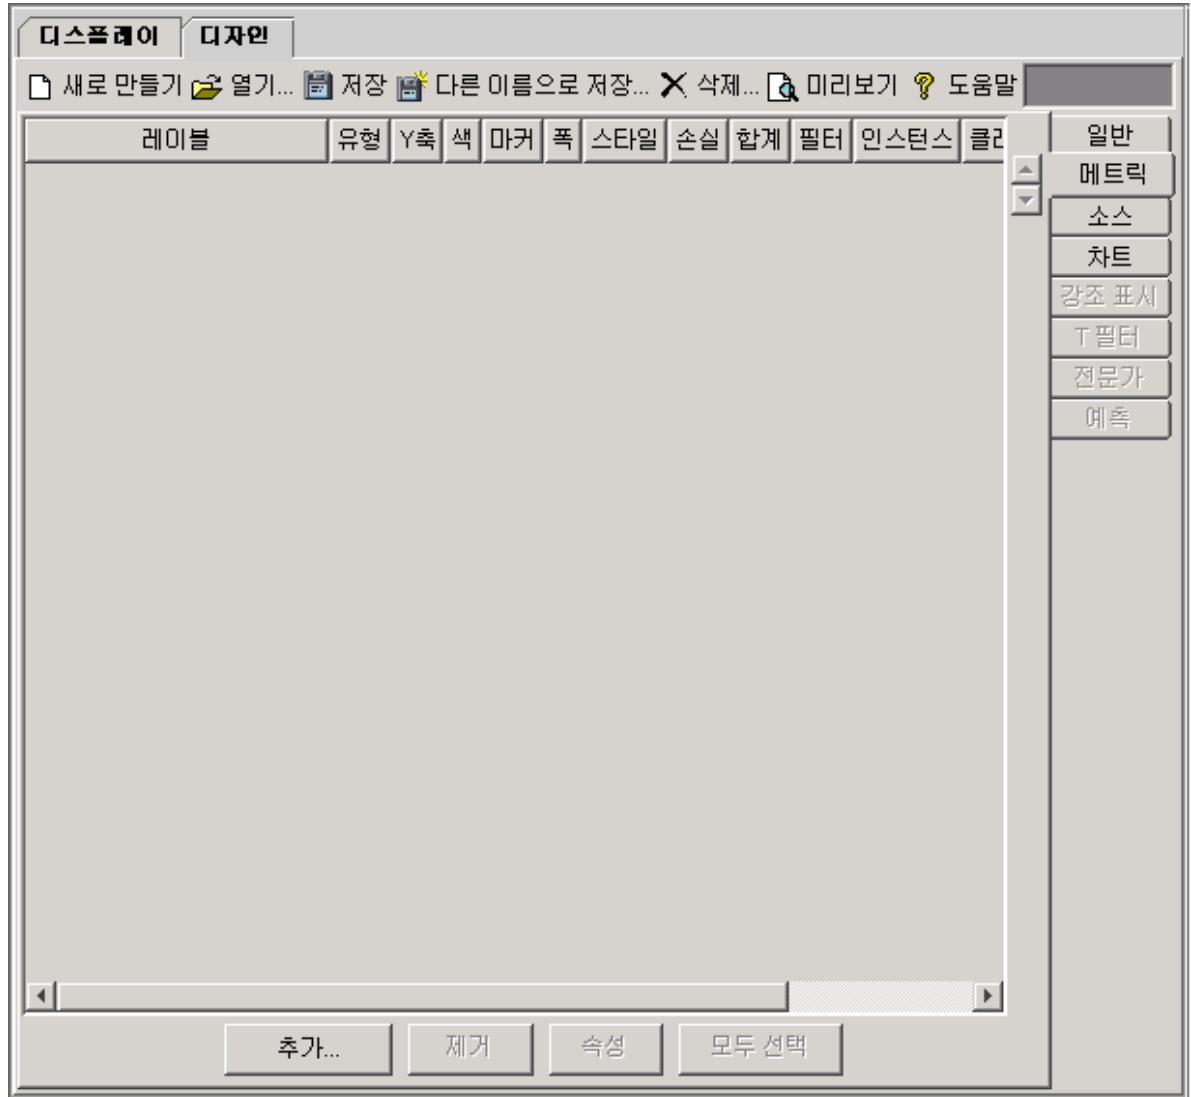 디스플레이 디자인
새로 만들기 열기... 저장 다른 이름으로 저장... 삭제... 미리보기 도움말
레이블 유형 Y축 색 마커 폭 스타일 손실 합계 필터 인스턴스
일반
메트릭
소스
차트
강조 표시
T 필터
전문가
예측
추가... 제거 속성 모두 선택